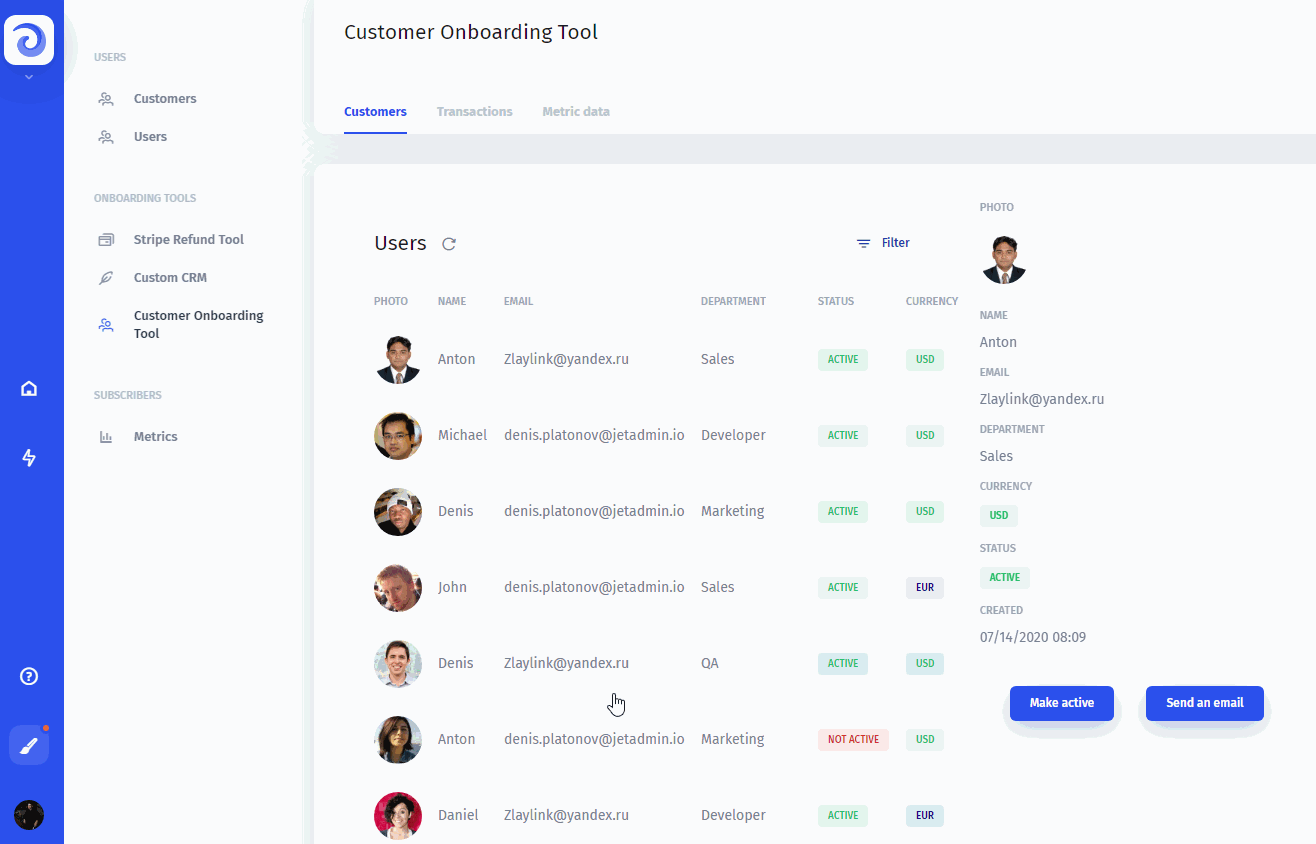 Customer Onboarding Tool
USERS
Customers
Users
ONBOARDING TOOLS
Stripe Refund Tool
Custom CRM
Customer Onboarding
Tool
SUBSCRIBERS
Metrics
Customers Transactions Metric data
Users Filter
PHOTO NAME EMAIL DEPARTMENT STATUS CURRENCY
Anton Zlaylink@yandex.ru Sales ACTIVE USD
Michael denis.platonov@jetadmin.io Developer ACTIVE USD
Denis denis.platonov@jetadmin.io Marketing ACTIVE USD
John denis.platonov@jetadmin.io Sales ACTIVE EUR
Denis Zlaylink@yandex.ru QA ACTIVE USD
Anton denis.platonov@jetadmin.io Marketing NOT ACTIVE USD
Daniel Zlaylink@yandex.ru Developer ACTIVE EUR
PHOTO
NAME
Anton
EMAIL
Zlaylink@yandex.ru
DEPARTMENT
Sales
CURRENCY
USD
STATUS
ACTIVE
CREATED
07/14/2020 08:09
Make active Send an email